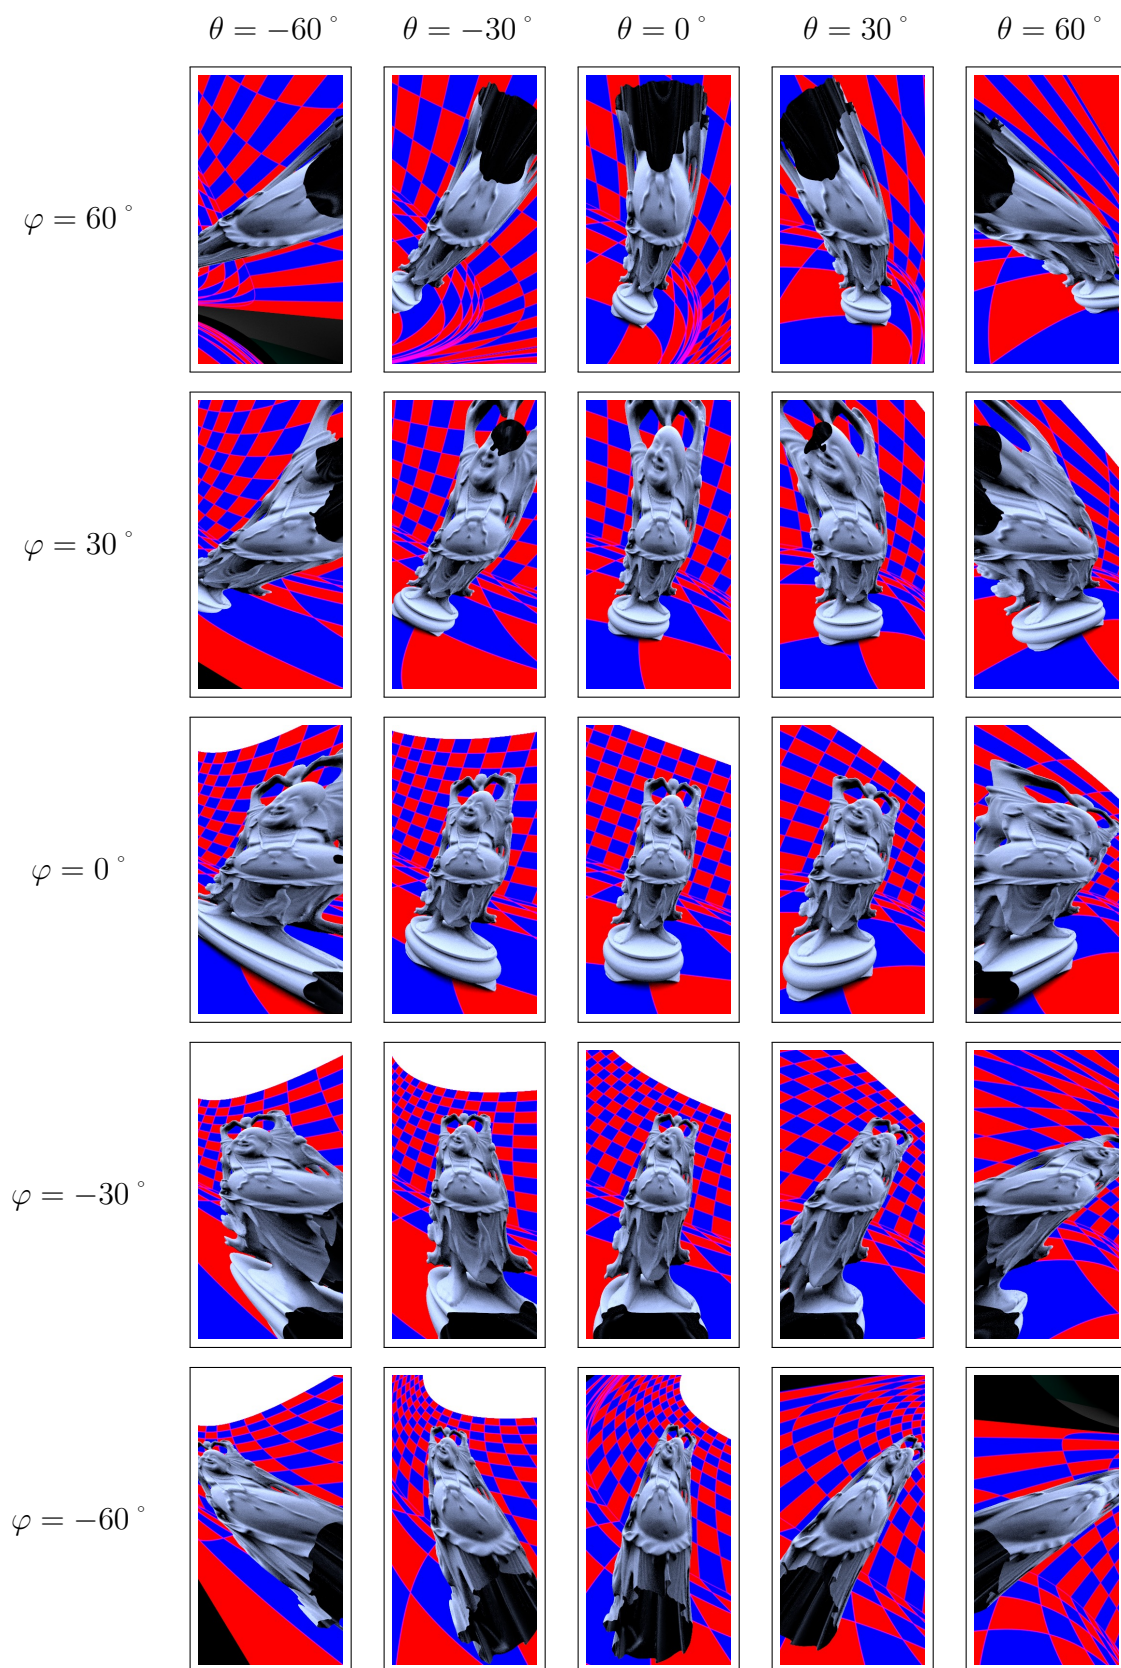 θ = −60° θ = −30° θ = 0° θ = 30° θ = 60°
φ = 60°
φ = 30°
φ = 0°
φ = −30°
φ = −60°